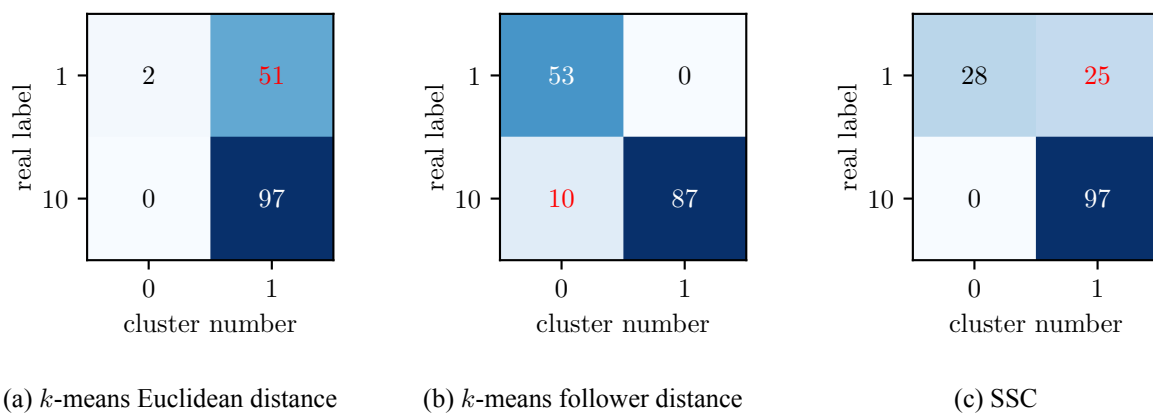 real label
1
10
2
51
0
97
0
1
cluster number
(a) k-means Euclidean distance
real label
1
10
53
0
10
87
0
1
cluster number
(b) k-means follower distance
real label
1
10
28
25
0
97
0
1
cluster number
(c) SSC